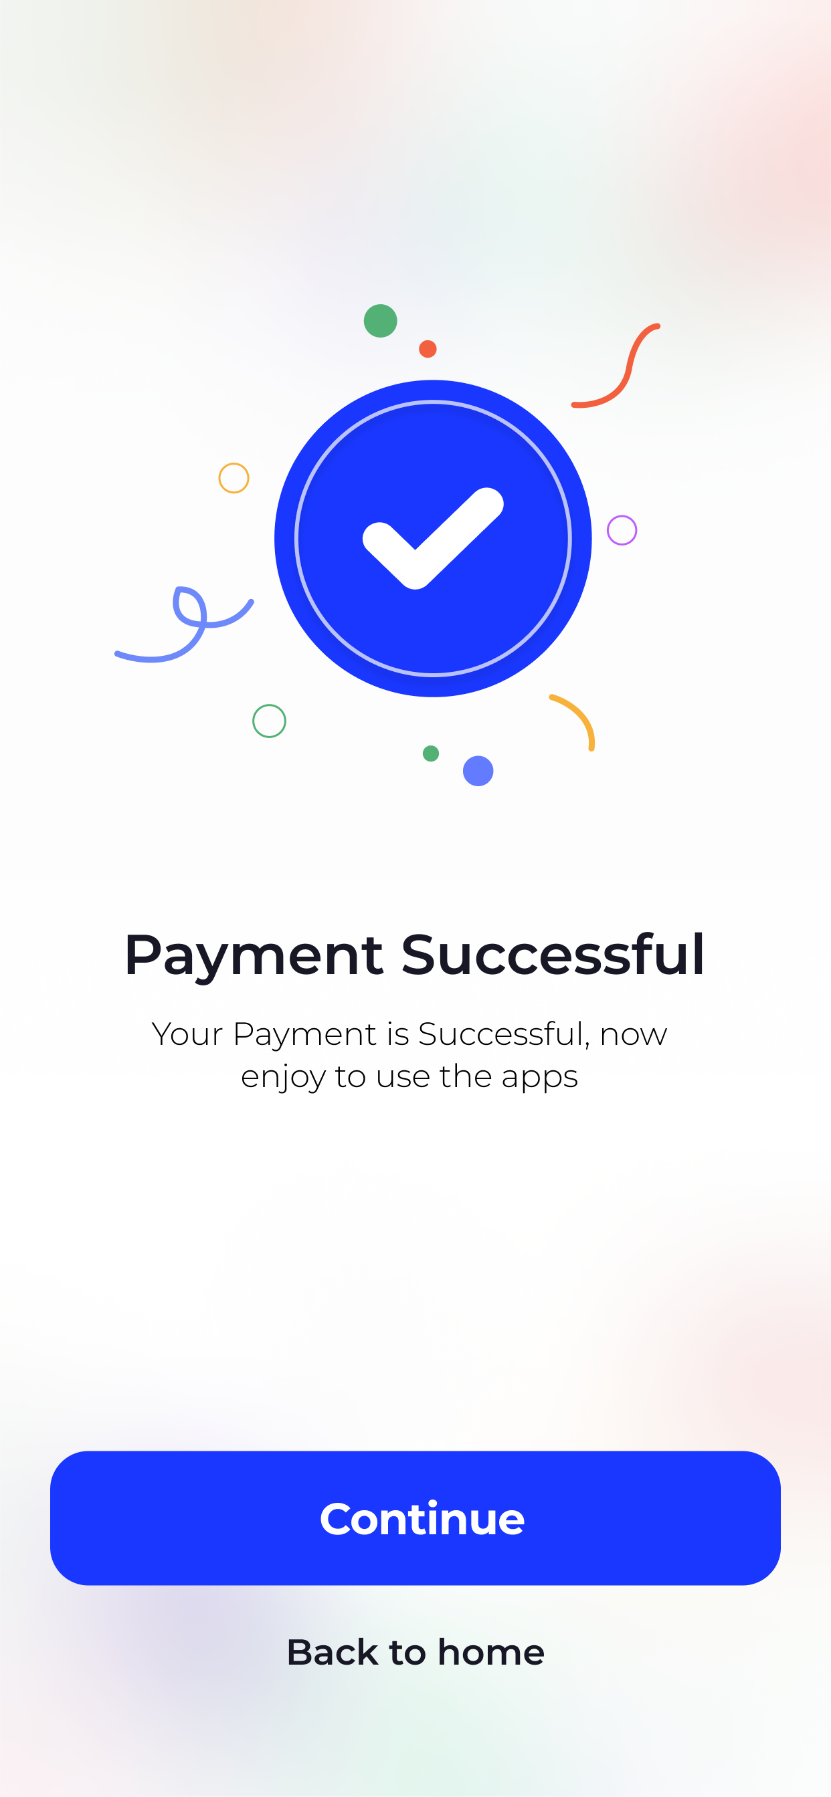 Payment Successful
Your Payment is Successful, now
enjoy to use the apps
Continue
Back to home